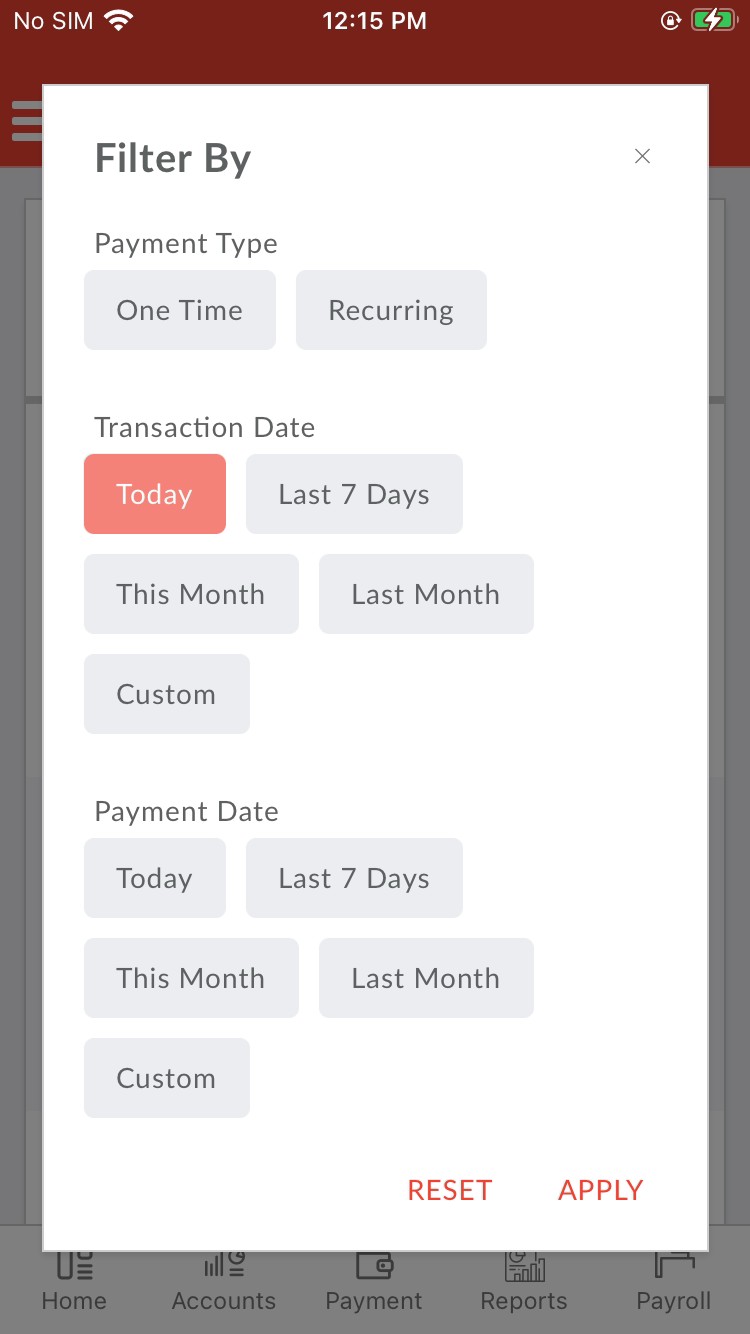 No SIM 12:15 PM
Filter By
Payment Type
One Time Recurring
Transaction Date
Today Last 7 Days
This Month Last Month
Custom
Payment Date
Today Last 7 Days
This Month Last Month
Custom
RESET APPLY
Home Accounts Payment Reports Payroll